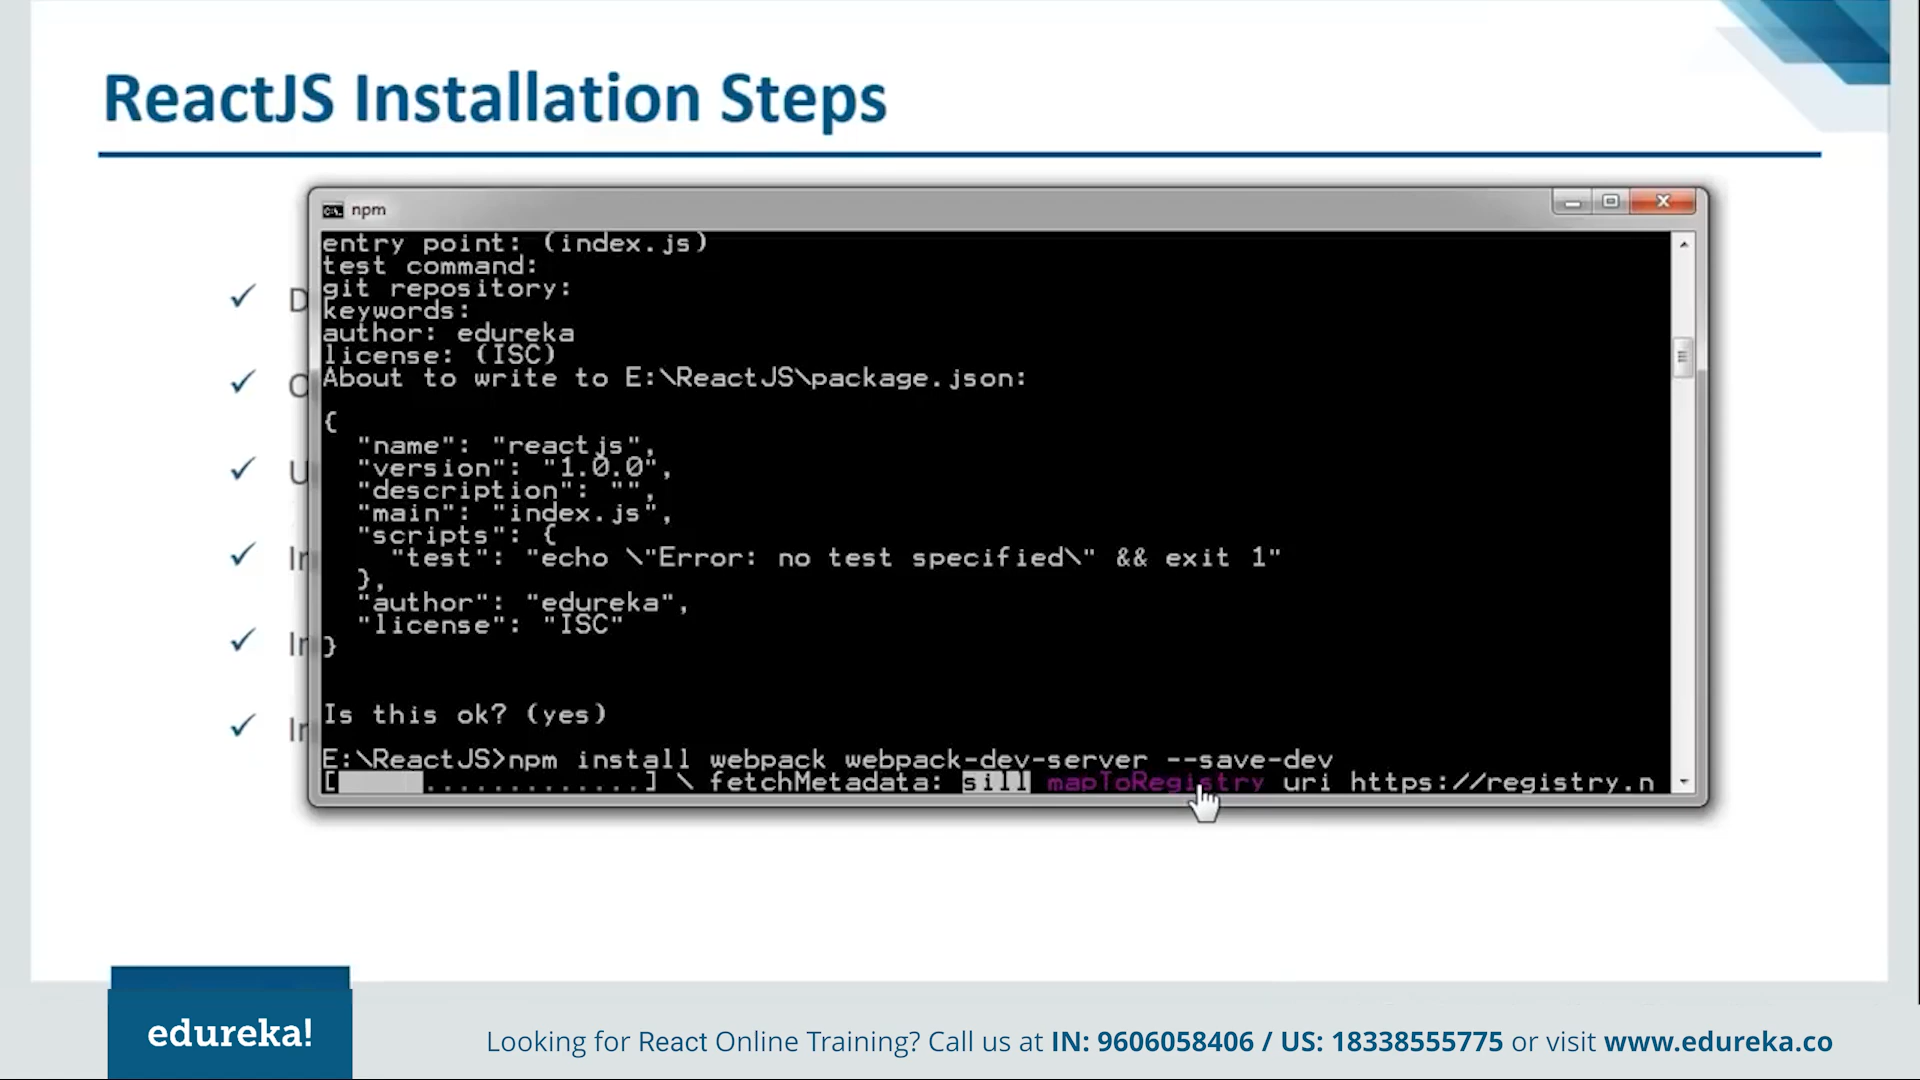 ReactJS Installation Steps
npm
entry point: (index.js)
test command:
git repository:
keywords:
author: edureka
license: (ISC)
About to write to E:\ReactJS\package.json:
{
"name": "reactjs",
"version": "1.0.0",
"description": "",
"main": "index.js",
"scripts": {
"test": "echo \"Error: no test specified\" && exit 1"
},
"author": "edureka",
"license": "ISC"
}
Is this ok? (yes)
E:\ReactJS>npm install webpack webpack-dev-server --save-dev
[..............] \ fetchMetadata: sill mapToRegistry uri https://registry.n
edureka!
Looking for React Online Training? Call us at IN: 9606058406 / US: 18338555775 or visit www.edureka.co